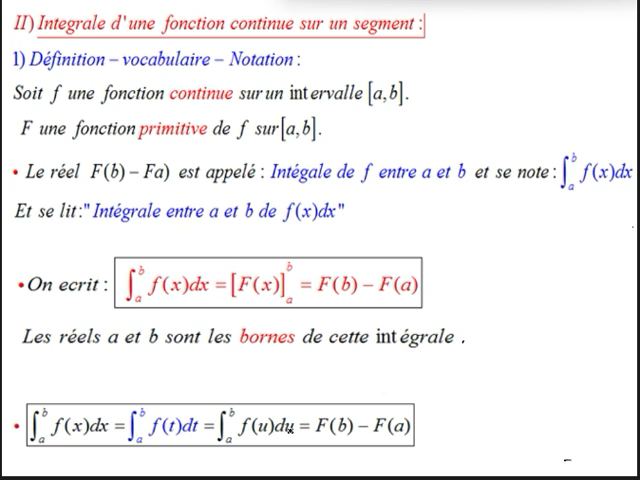 II) Integrale d'une fonction continue sur un segment :
1) Définition – vocabulaire – Notation :
Soit f une fonction continue sur un intervalle [a,b].
F une fonction primitive de f sur [a,b].
• Le réel F(b) – Fa) est appelé : Intégale de f entre a et b et se note : ∫_a^b f(x)dx
Et se lit :" Intégrale entre a et b de f(x)dx"
• On ecrit : ∫_a^b f(x)dx = [F(x)]_a^b = F(b) – F(a)
Les réels a et b sont les bornes de cette intégrale .
• ∫_a^b f(x)dx = ∫_a^b f(t)dt = ∫_a^b f(u)du = F(b) – F(a)